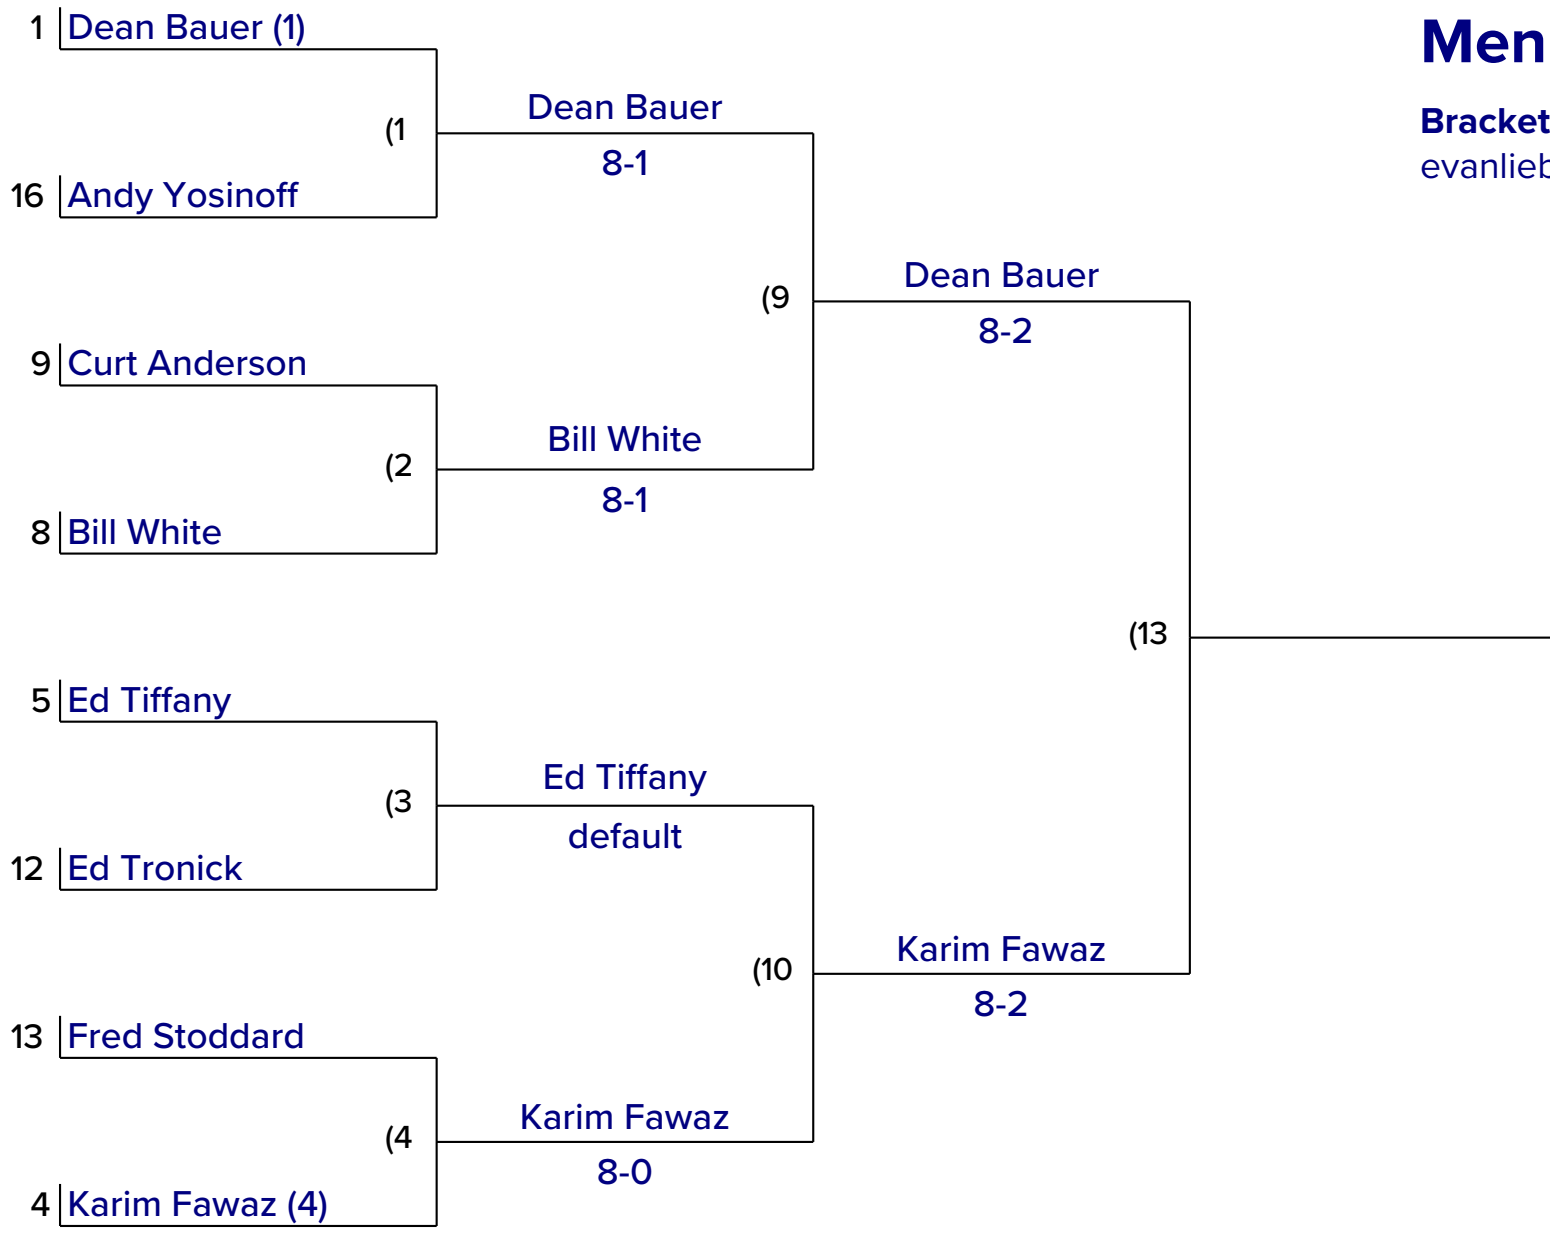 1 Dean Bauer (1)
Men
Dean Bauer
Bracket
(1
8-1
evanlieb
16 Andy Yosinoff
Dean Bauer
(9
8-2
9 Curt Anderson
Bill White
(2
8-1
8 Bill White
(13
5 Ed Tiffany
Ed Tiffany
(3
default
12 Ed Tronick
Karim Fawaz
(10
8-2
13 Fred Stoddard
Karim Fawaz
(4
8-0
4 Karim Fawaz (4)